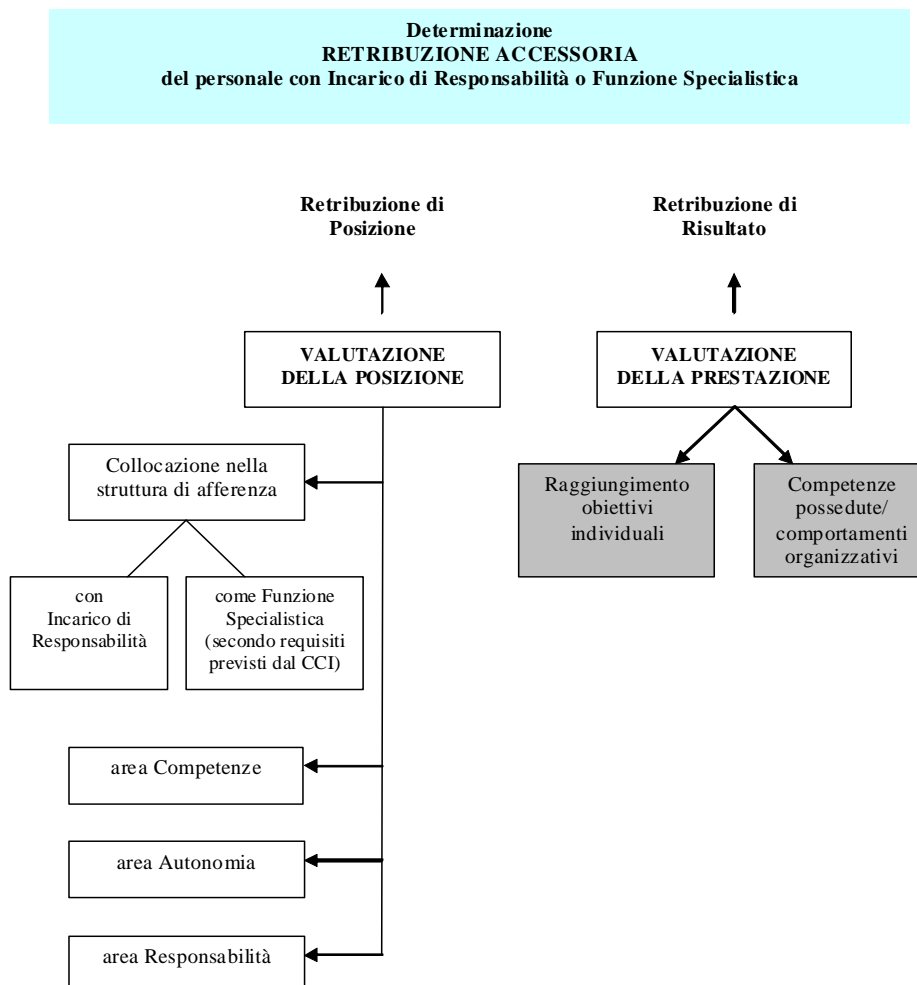 Determinazione
RETRIBUZIONE ACCESSORIA
del personale con Incarico di Responsabilità o Funzione Specialistica
Retribuzione di
Posizione
Retribuzione di
Risultato
VALUTAZIONE
DELLA POSIZIONE
VALUTAZIONE
DELLA PRESTAZIONE
Collocazione nella
struttura di afferenza
Raggiungimento
obiettivi
individuali
Competenze
possedute/
comportamenti
organizzativi
con
Incarico di
Responsabilità
come Funzione
Specialistica
(secondo requisiti
previsti dal CCI)
area Competenze
area Autonomia
area Responsabilità